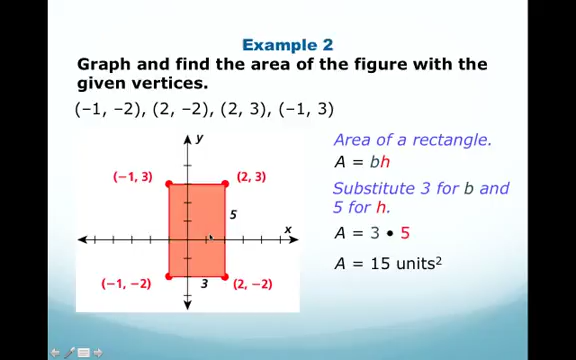 Example 2
Graph and find the area of the figure with the
given vertices.
(–1, –2), (2, –2), (2, 3), (–1, 3)
y
(–1, 3)
(2, 3)
5
x
(–1, –2)
3
(2, –2)
Area of a rectangle.
A = bh
Substitute 3 for b and
5 for h.
A = 3 • 5
A = 15 units²